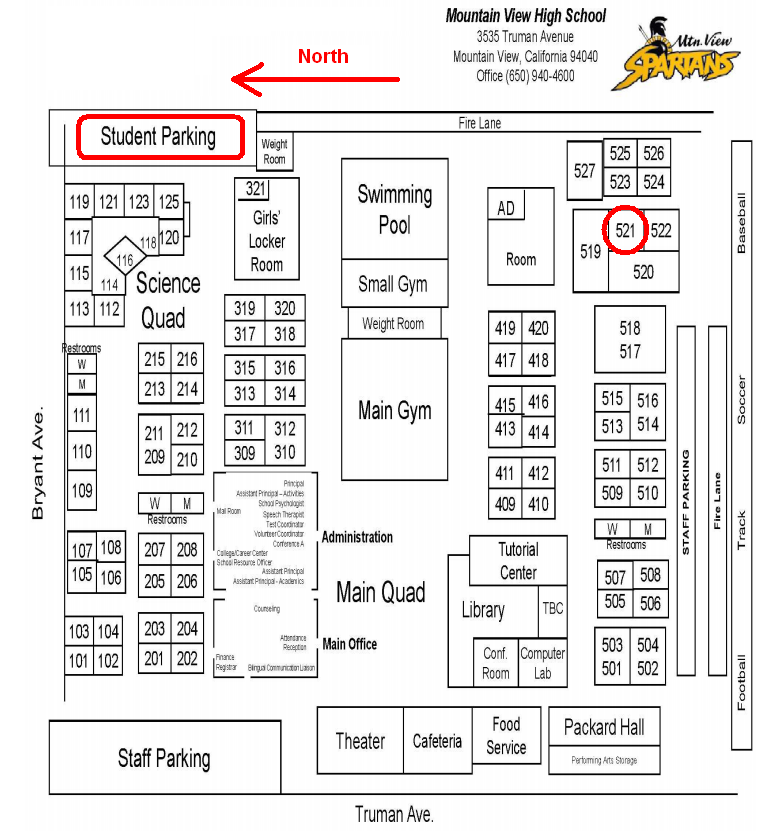 Mountain View High School
3535 Truman Avenue
Mountain View, California 94040
Office (650) 940-4600
Mtn. View
SPARTANS
North
Student Parking
Fire Lane
Weight
Room
119 121 123 125
117 118 120
116
115 114
113 112
Science
Quad
321
Girls'
Locker
Room
Swimming
Pool
Small Gym
Weight Room
Main Gym
AD
Room
527
525 526
523 524
519 521 522
520
518
517
Baseball
Soccer
Track
Football
319 320
317 318
315 316
313 314
311 312
309 310
Restrooms
W
M
111
110
109
215 216
213 214
211 212
209 210
W M
Restrooms
419 420
417 418
415 416
413 414
411 412
409 410
515 516
513 514
511 512
509 510
W M
Restrooms
STAFF PARKING
Fire Lane
Bryant Ave.
107 108
105 106
103 104
101 102
207 208
205 206
203 204
201 202
Principal
Assistant Principal – Activities
School Psychologist
Mail Room
Speech Therapist
Test Coordinator
Volunteer Coordinator
Conference A
College/Career Center
School Resource Officer
Assistant Principal
Assistant Principal - Academics
Administration
Counseling
Attendance
Reception
Finance
Registrar
Bilingual Communication Liaison
Main Office
Main Quad
Tutorial
Center
Library
TBC
Conf.
Room
Computer
Lab
507 508
505 506
503 504
501 502
Staff Parking
Theater
Cafeteria
Food
Service
Packard Hall
Performing Arts Storage
Truman Ave.